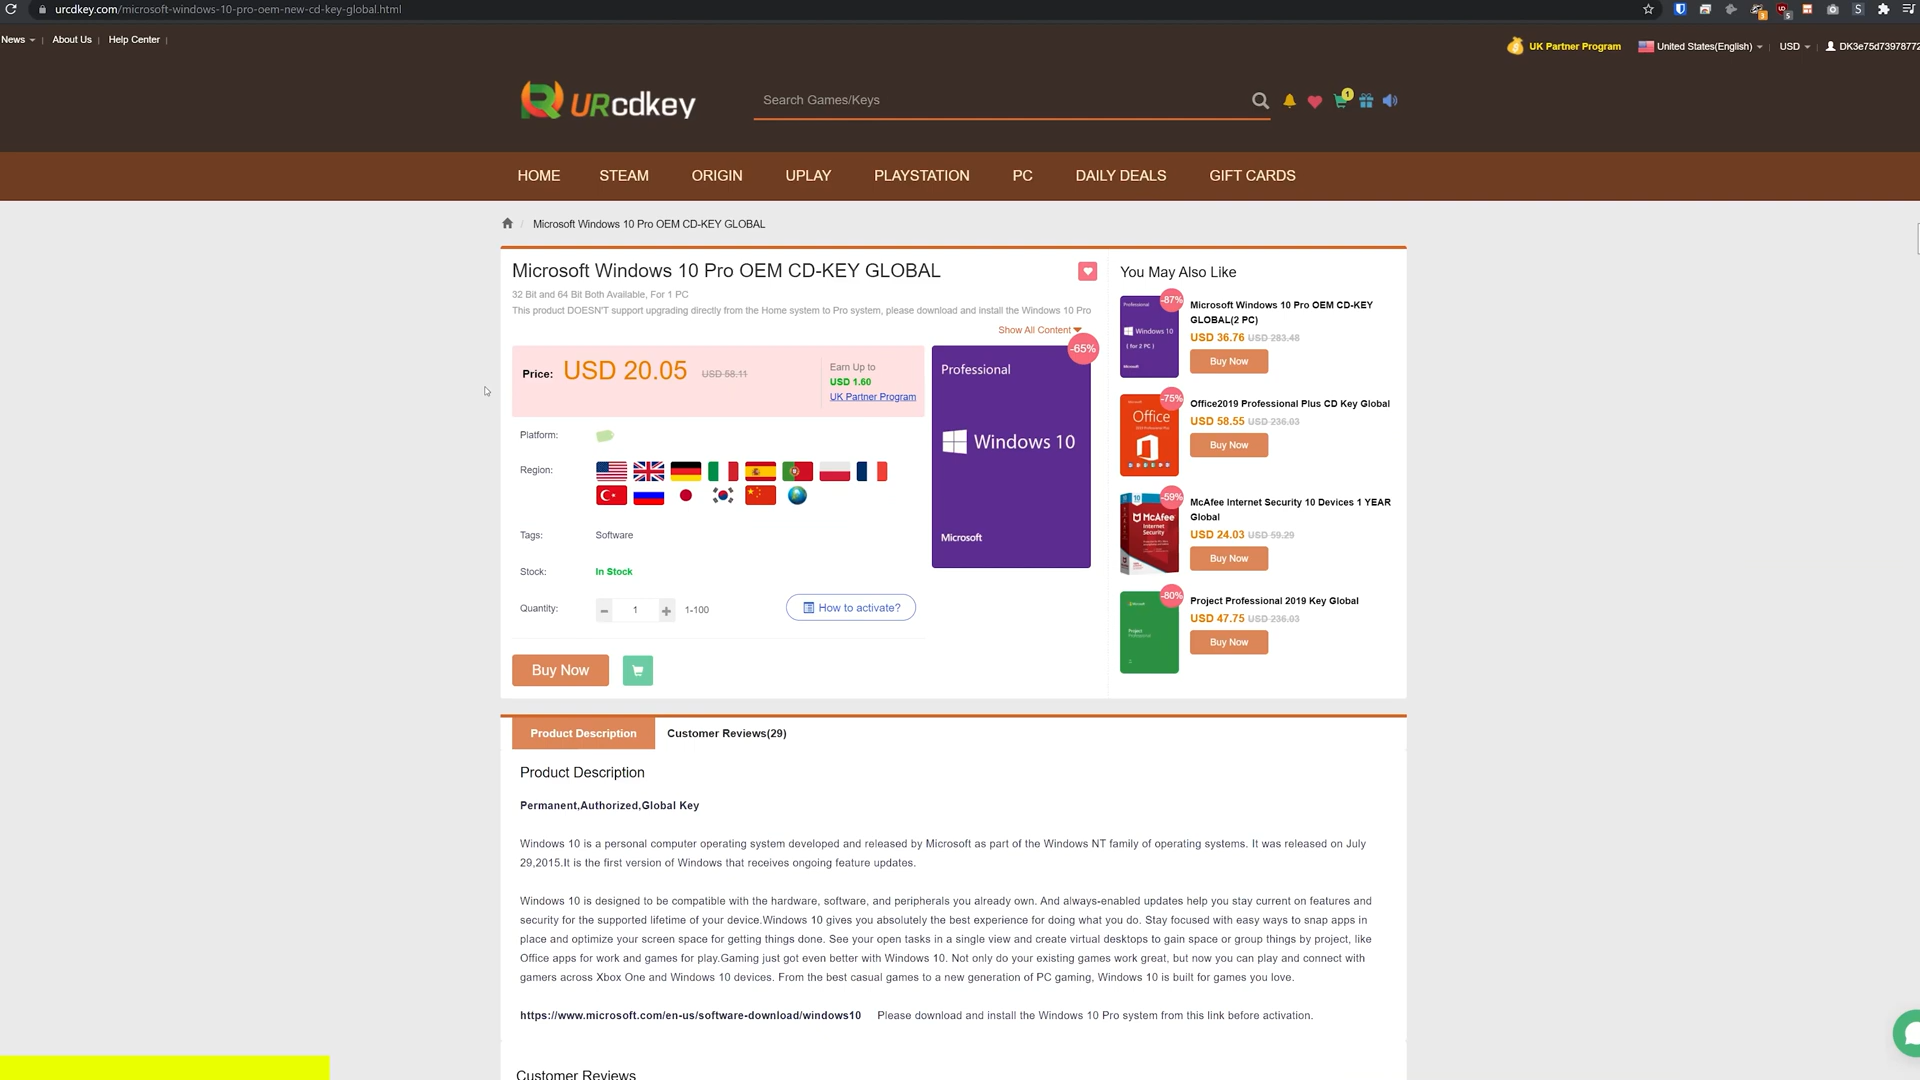 urcdkey.com/microsoft-windows-10-pro-oem-new-cd-key-global.html
News | About Us | Help Center |
UK Partner Program
United States(English) | USD
DK3e75d73978772
URcdkey
Search Games/Keys
1
HOME STEAM ORIGIN UPLAY PLAYSTATION PC DAILY DEALS GIFT CARDS
/ Microsoft Windows 10 Pro OEM CD-KEY GLOBAL
Microsoft Windows 10 Pro OEM CD-KEY GLOBAL
32 Bit and 64 Bit Both Available, For 1 PC
This product DOESN'T support upgrading directly from the Home system to Pro system, please download and install the Windows 10 Pro
Show All Content
Price: USD 20.05 USD 58.11
Earn Up to
USD 1.60
UK Partner Program
-65%
Professional
Windows 10
Microsoft
Platform:
Region:
Tags: Software
Stock: In Stock
Quantity: - 1 + 1-100
How to activate?
Buy Now
You May Also Like
-87%
Professional
Windows 10
( for 2 PC )
Microsoft
Microsoft Windows 10 Pro OEM CD-KEY
GLOBAL(2 PC)
USD 36.76 USD 283.48
Buy Now
-75%
Office
Office2019 Professional Plus CD Key Global
USD 58.55 USD 236.03
Buy Now
-59%
10
McAfee
Internet
Security
McAfee Internet Security 10 Devices 1 YEAR
Global
USD 24.03 USD 59.29
Buy Now
-80%
Project
Professional
Project Professional 2019 Key Global
USD 47.75 USD 236.03
Buy Now
Product Description
Customer Reviews(29)
Product Description
Permanent,Authorized,Global Key
Windows 10 is a personal computer operating system developed and released by Microsoft as part of the Windows NT family of operating systems. It was released on July
29,2015.It is the first version of Windows that receives ongoing feature updates.
Windows 10 is designed to be compatible with the hardware, software, and peripherals you already own. And always-enabled updates help you stay current on features and
security for the supported lifetime of your device.Windows 10 gives you absolutely the best experience for doing what you do. Stay focused with easy ways to snap apps in
place and optimize your screen space for getting things done. See your open tasks in a single view and create virtual desktops to gain space or group things by project, like
Office apps for work and games for play.Gaming just got even better with Windows 10. Not only do your existing games work great, but now you can play and connect with
gamers across Xbox One and Windows 10 devices. From the best casual games to a new generation of PC gaming, Windows 10 is built for games you love.
https://www.microsoft.com/en-us/software-download/windows10 Please download and install the Windows 10 Pro system from this link before activation.
Customer Reviews